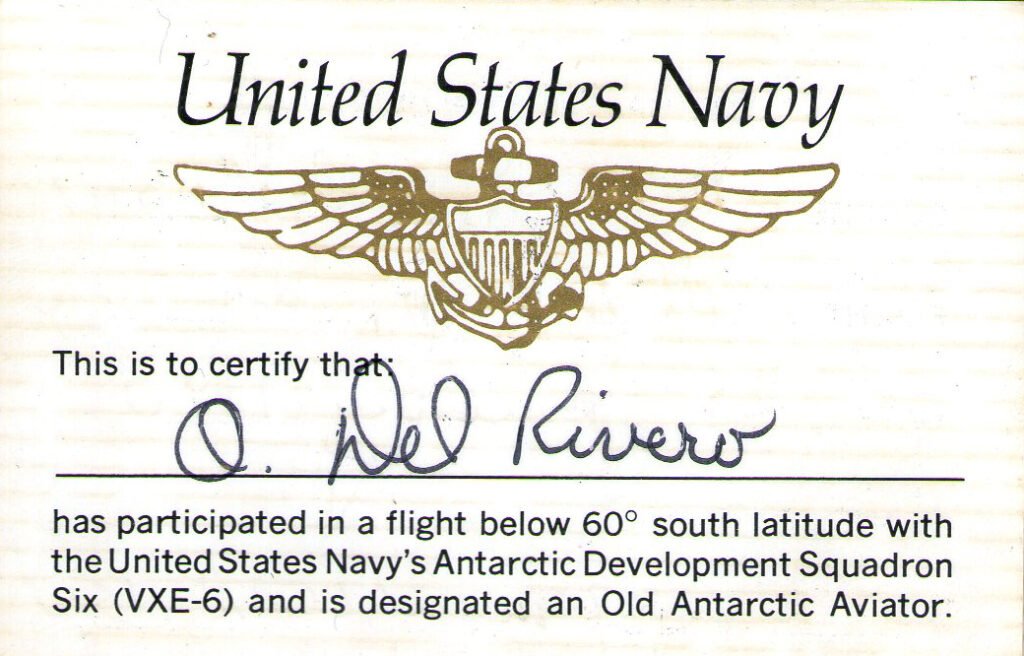 United States Navy
This is to certify that:
O. Del Rivero
has participated in a flight below 60° south latitude with
the United States Navy's Antarctic Development Squadron
Six (VXE-6) and is designated an Old Antarctic Aviator.